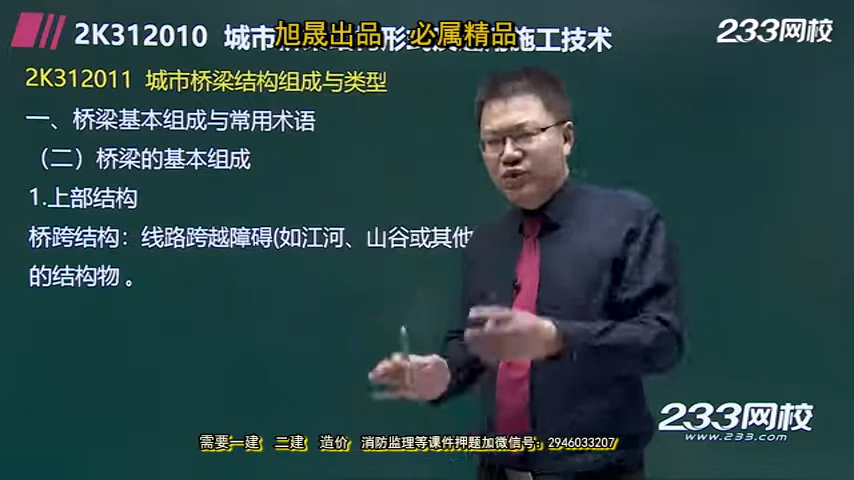 2K312010 城市
旭晟出品 必属精品
施工技术
233网校
2K312011 城市桥梁结构组成与类型
一、桥梁基本组成与常用术语
（二）桥梁的基本组成
1.上部结构
桥跨结构：线路跨越障碍(如江河、山谷或其他
的结构物。
233网校
www.233.com
需要一建 二建 造价 消防监理等课件押题加微信号：2946033207